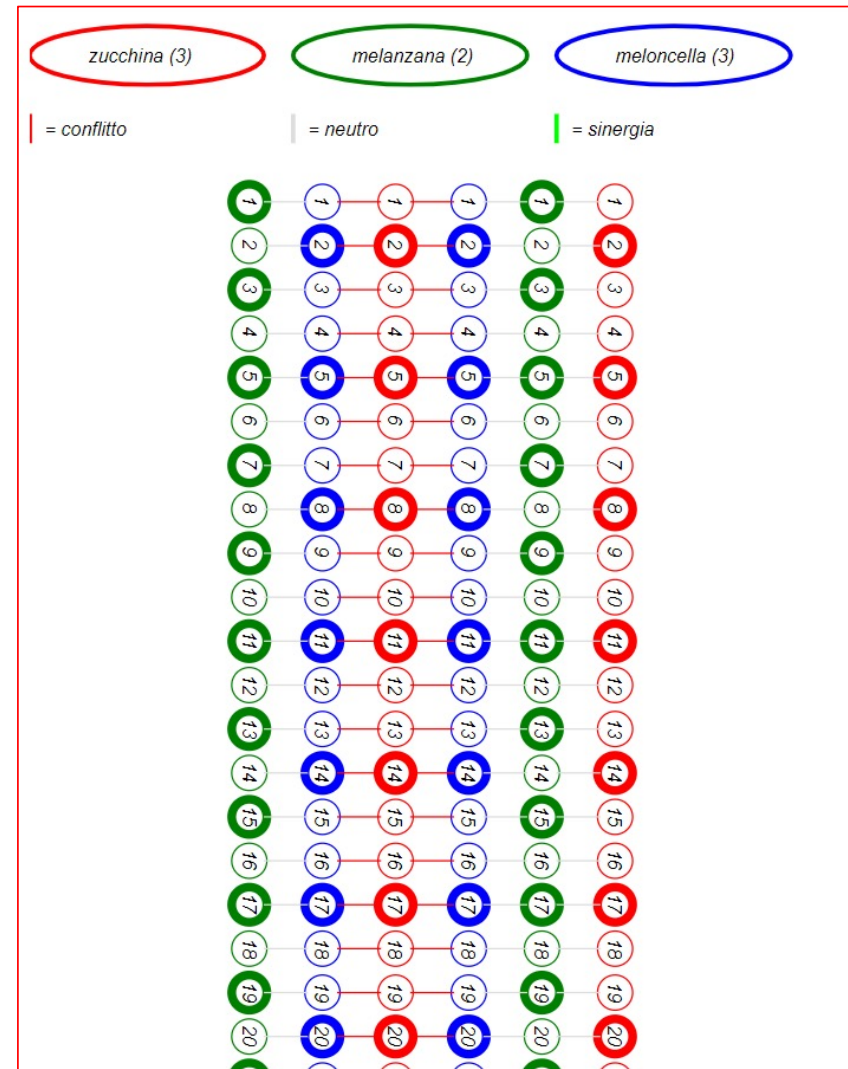 zucchina (3) melanzana (2) meloncella (3)
= conflitto = neutro = sinergia
1 1 1 1 1 1
2 2 2 2 2 2
3 3 3 3 3 3
4 4 4 4 4 4
5 5 5 5 5 5
6 6 6 6 6 6
7 7 7 7 7 7
8 8 8 8 8 8
9 9 9 9 9 9
10 10 10 10 10 10
11 11 11 11 11 11
12 12 12 12 12 12
13 13 13 13 13 13
14 14 14 14 14 14
15 15 15 15 15 15
16 16 16 16 16 16
17 17 17 17 17 17
18 18 18 18 18 18
19 19 19 19 19 19
20 20 20 20 20 20